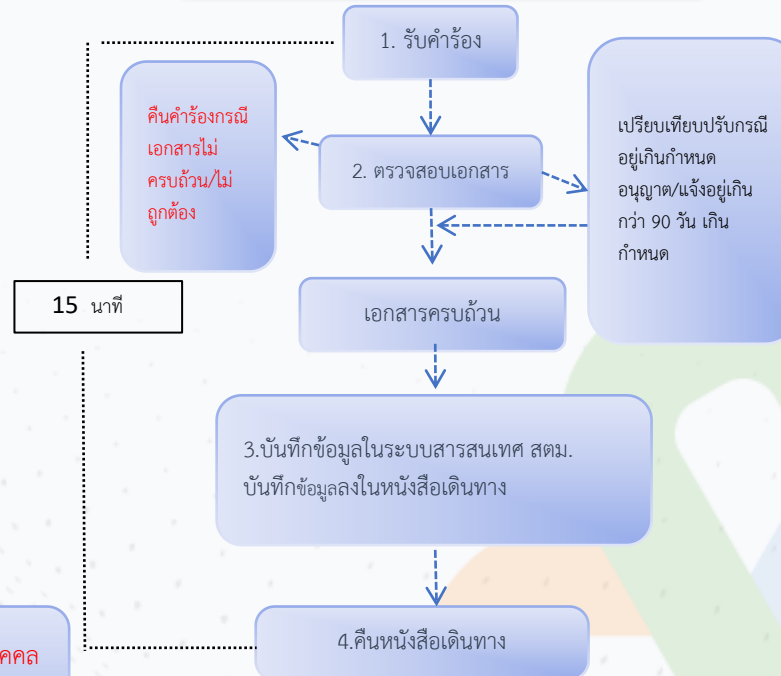 1. รับคำร้อง
คืนคำร้องกรณี
เอกสารไม่
ครบถ้วน/ไม่
ถูกต้อง
2. ตรวจสอบเอกสาร
เปรียบเทียบปรับกรณี
อยู่เกินกำหนด
อนุญาต/แจ้งอยู่เกิน
กว่า 90 วัน เกิน
กำหนด
15 นาที
เอกสารครบถ้วน
3.บันทึกข้อมูลในระบบสารสนเทศ สตม.
บันทึกข้อมูลลงในหนังสือเดินทาง
4.คืนหนังสือเดินทาง